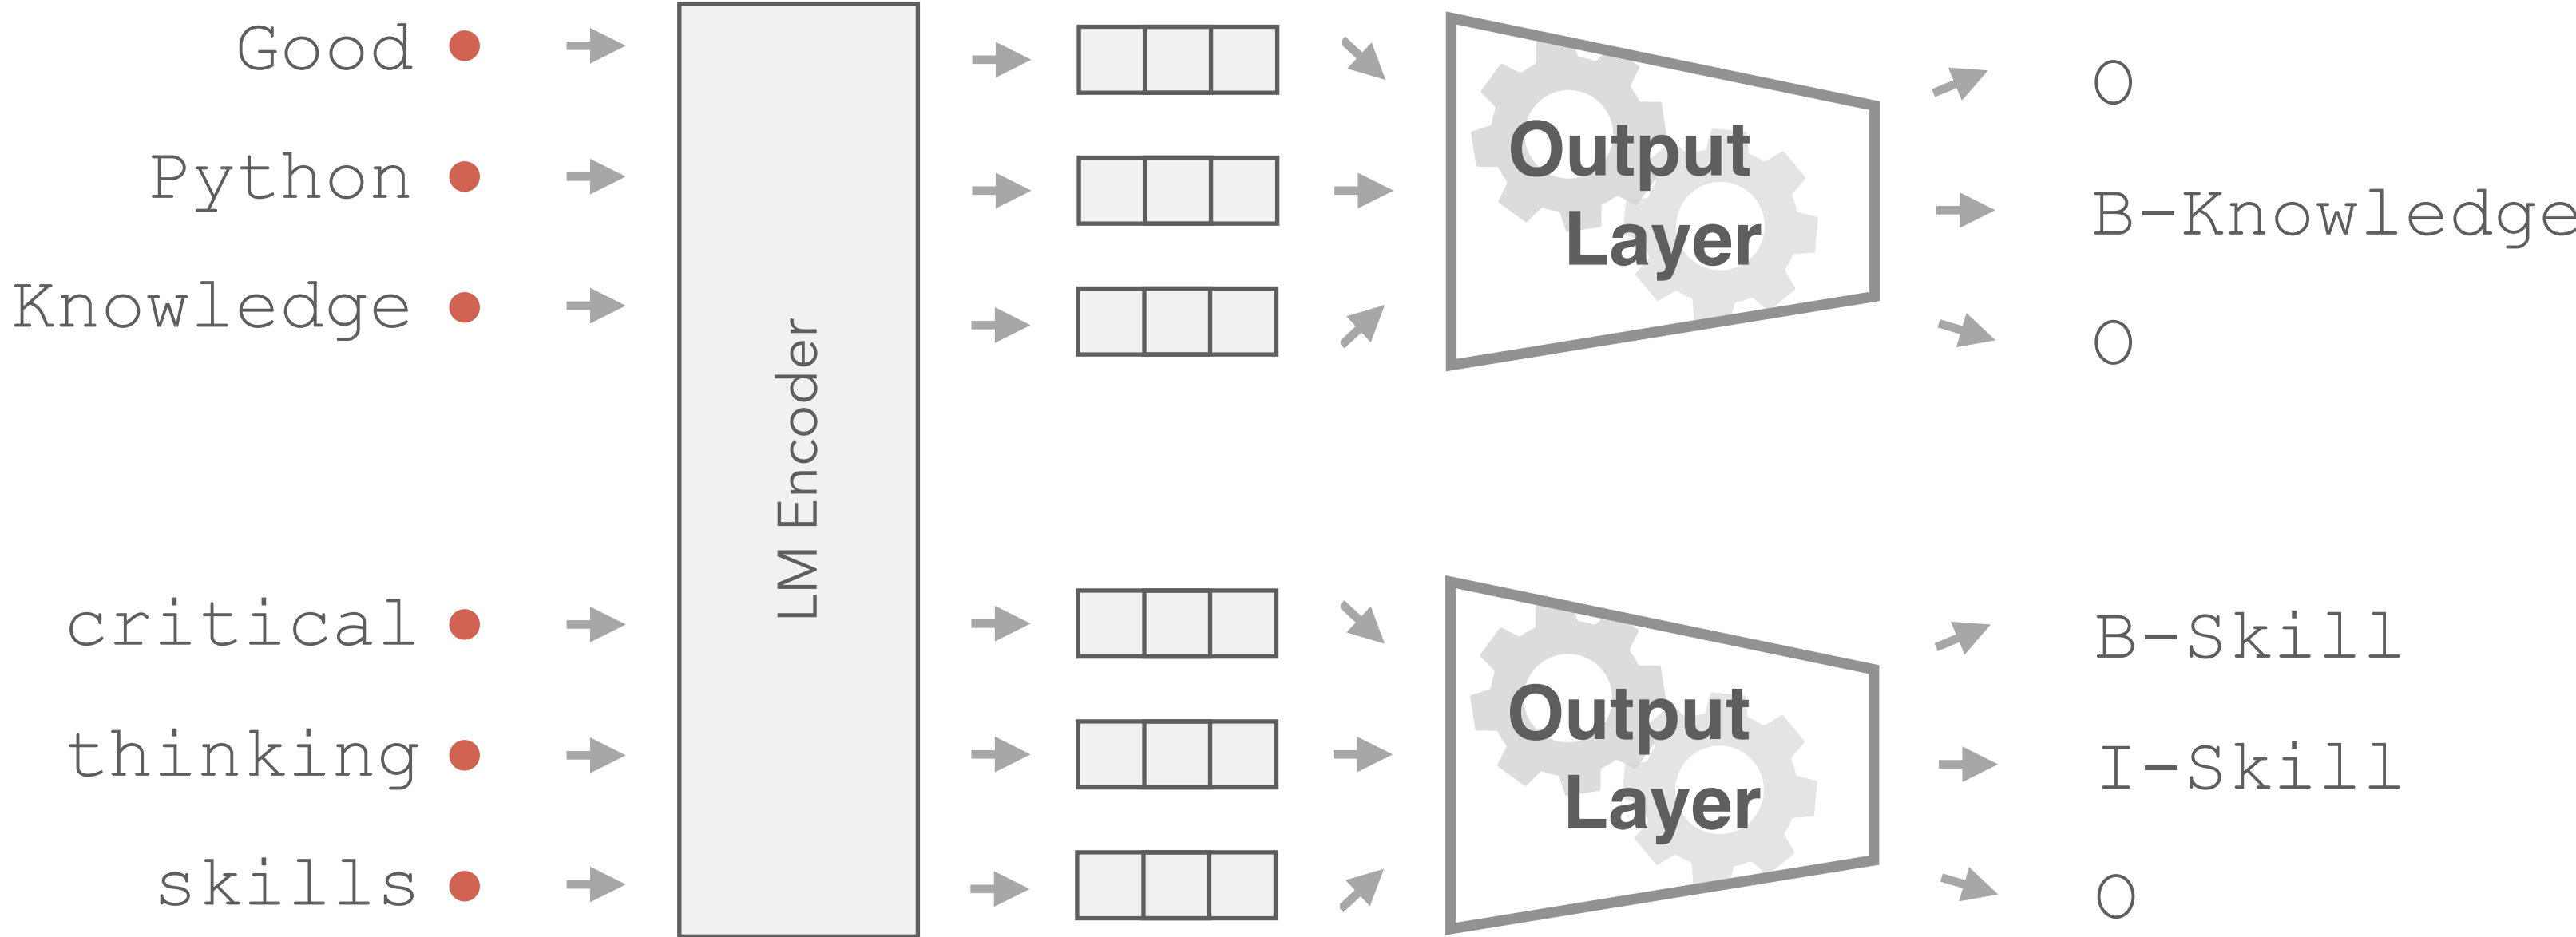 Good
Python
Knowledge
critical
thinking
skills
LM Encoder
Output
Layer
Output
Layer
O
B-Knowledge
O
B-Skill
I-Skill
O